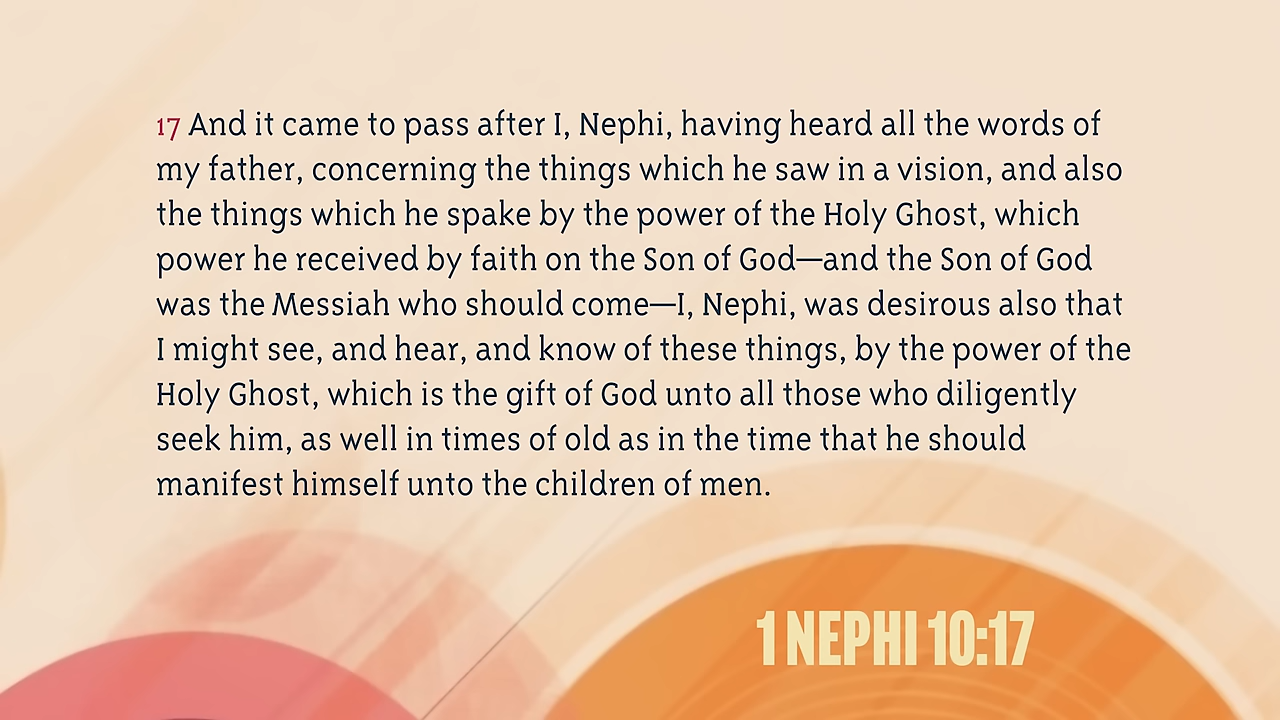 17 And it came to pass after I, Nephi, having heard all the words of
my father, concerning the things which he saw in a vision, and also
the things which he spake by the power of the Holy Ghost, which
power he received by faith on the Son of God—and the Son of God
was the Messiah who should come—I, Nephi, was desirous also that
I might see, and hear, and know of these things, by the power of the
Holy Ghost, which is the gift of God unto all those who diligently
seek him, as well in times of old as in the time that he should
manifest himself unto the children of men.
1 NEPHI 10:17